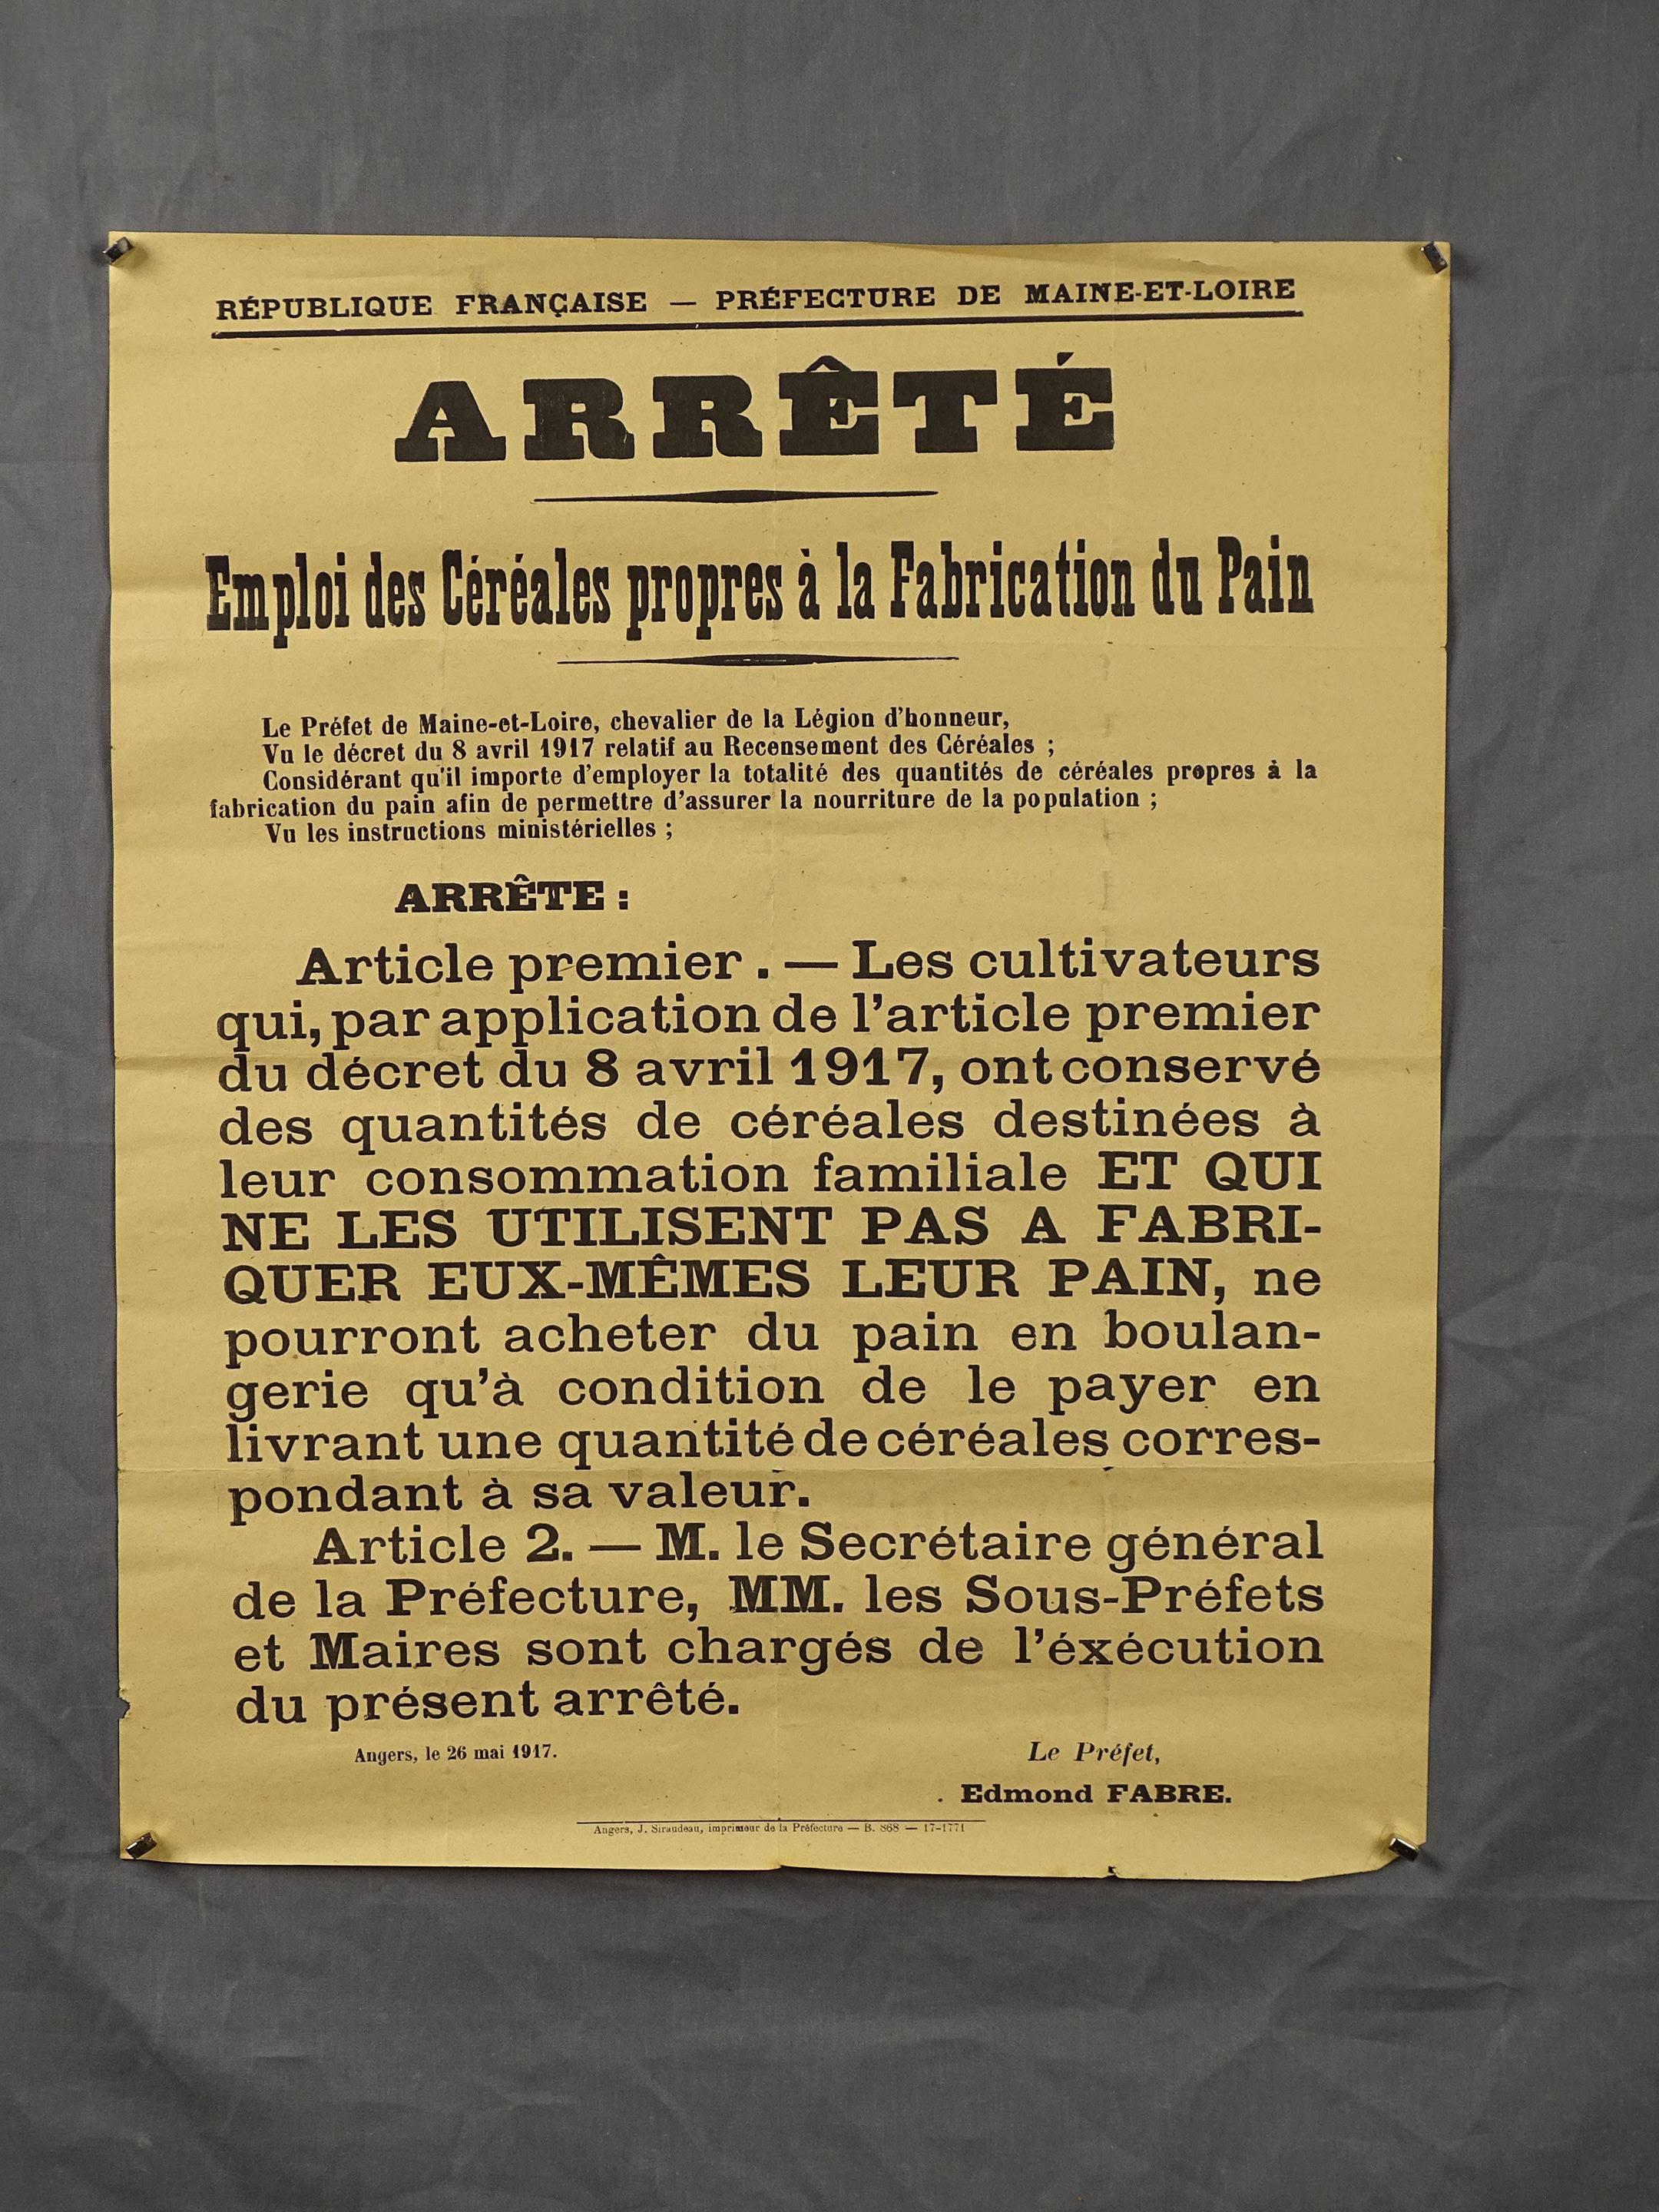 RÉPUBLIQUE FRANÇAISE — PRÉFECTURE DE MAINE-ET-LOIRE
ARRÊTÉ
Emploi des Céréales propres à la Fabrication du Pain
Le Préfet de Maine-et-Loire, chevalier de la Légion d'honneur,
Vu le décret du 8 avril 1917 relatif au Recensement des Céréales ;
Considérant qu'il importe d'employer la totalité des quantités de céréales propres à la
fabrication du pain afin de permettre d'assurer la nourriture de la population ;
Vu les instructions ministérielles ;
ARRÊTE :
Article premier . — Les cultivateurs
qui, par application de l'article premier
du décret du 8 avril 1917, ont conservé
des quantités de céréales destinées à
leur consommation familiale ET QUI
NE LES UTILISENT PAS A FABRI-
QUER EUX-MÊMES LEUR PAIN, ne
pourront acheter du pain en boulan-
gerie qu'à condition de le payer en
livrant une quantité de céréales corres-
pondant à sa valeur.
Article 2. — M. le Secrétaire général
de la Préfecture, MM. les Sous-Préfets
et Maires sont chargés de l'éxécution
du présent arrêté.
Angers, le 26 mai 1917.
Le Préfet,
Edmond FABRE.
Angers, J. Siraudeau, imprimeur de la Préfecture — B. 868 — 17-1771